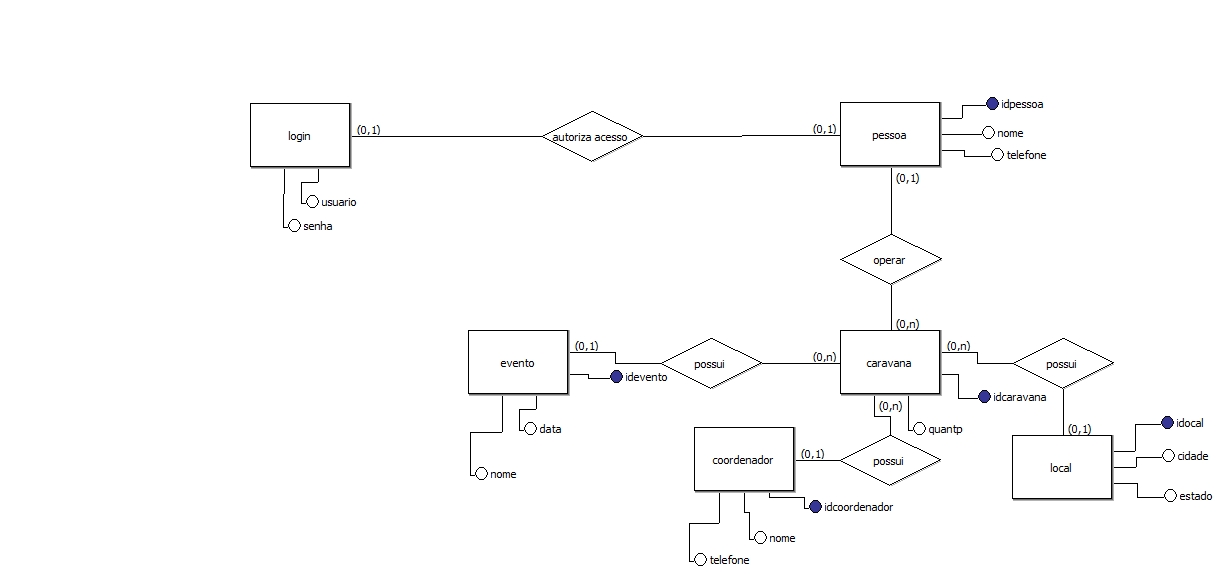 idpessoa
login
(0,1)
autoriza acesso
(0,1)
pessoa
nome
telefone
(0,1)
usuario
senha
operar
(0,n)
evento
(0,1)
possui
(0,n)
caravana
(0,n)
possui
idevento
idcaravana
(0,n)
data
quantp
(0,1)
idocal
nome
coordenador
(0,1)
possui
local
cidade
estado
idcoordenador
nome
telefone